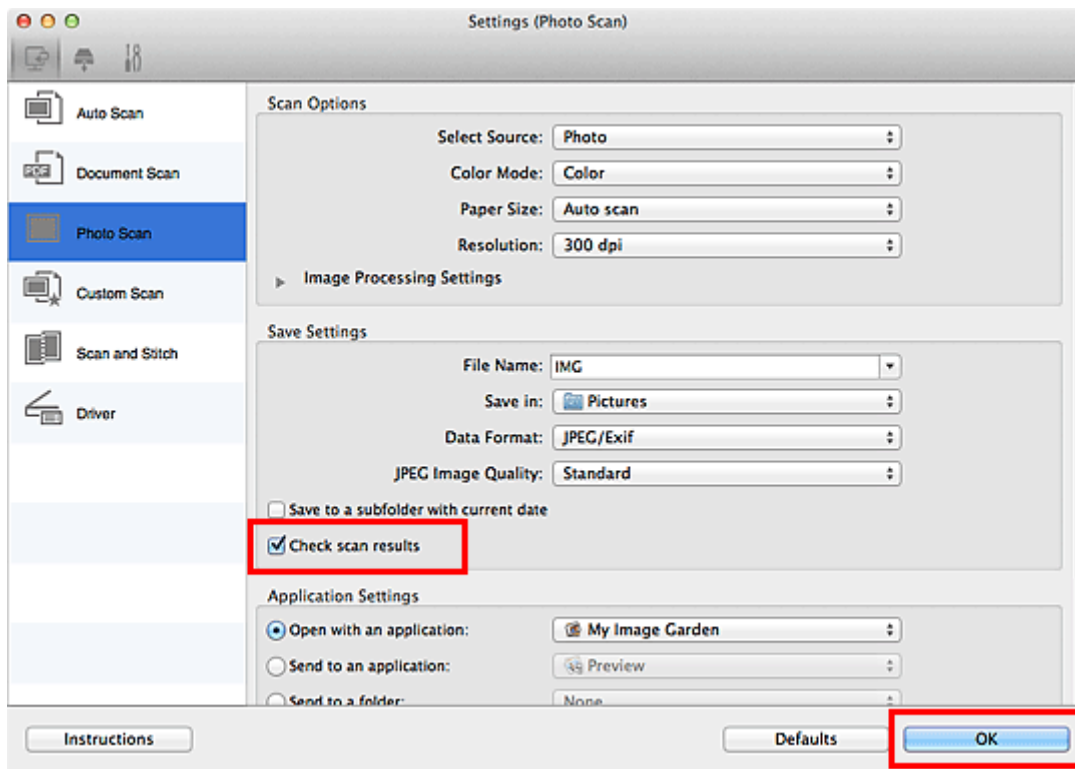 Settings (Photo Scan)
Auto Scan
PDF
Document Scan
Photo Scan
Custom Scan
Scan and Stitch
Driver
Scan Options
Select Source: Photo
Color Mode: Color
Paper Size: Auto scan
Resolution: 300 dpi
Image Processing Settings
Save Settings
File Name: IMG
Save in: Pictures
Data Format: JPEG/Exif
JPEG Image Quality: Standard
Save to a subfolder with current date
Check scan results
Application Settings
Open with an application: My Image Garden
Send to an application: Preview
Send to a folder: None
Instructions
Defaults
OK